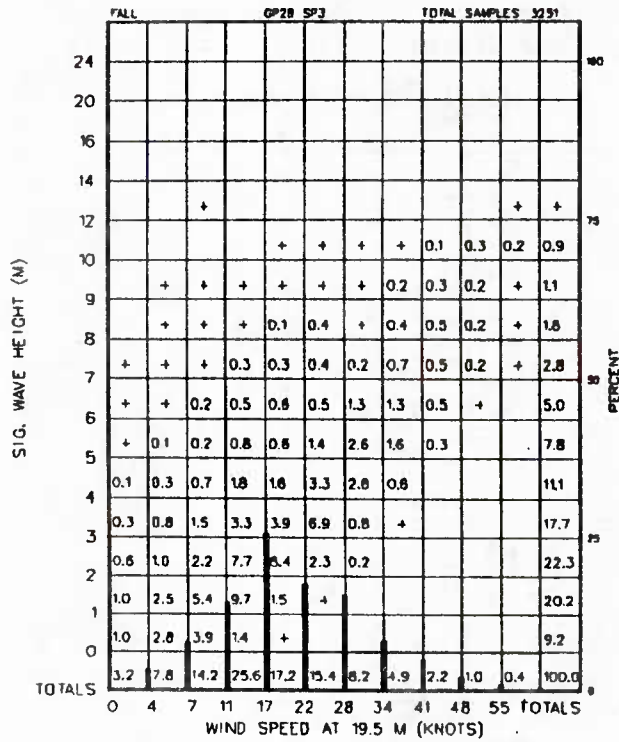 FALL GP28 SP3 TOTAL SAMPLES 3251
24 100
20
16
14
+ + +
12 75
+ + + + 0.1 0.3 0.2 0.9
10
+ + + + + + 0.2 0.3 0.2 + 1.1
9
+ + + 0.1 0.4 + 0.4 0.5 0.2 + 1.8
8
+ + + 0.3 0.3 0.4 0.2 0.7 0.5 0.2 + 2.8
7 50
+ + 0.2 0.5 0.6 0.5 1.3 1.3 0.5 + 5.0
6
+ 0.1 0.2 0.8 0.6 1.4 2.6 1.6 0.3 7.8
5
0.1 0.3 0.7 1.8 1.6 3.3 2.6 0.6 11.1
4
0.3 0.8 1.5 3.3 3.9 6.9 0.8 + 17.7
3 25
0.6 1.0 2.2 7.7 8.4 2.3 0.2 22.3
2
1.0 2.5 5.4 9.7 1.5 + 20.2
1
1.0 2.8 3.9 1.4 + 9.2
0
3.2 7.8 14.2 25.6 17.2 15.4 8.2 4.9 2.2 1.0 0.4 100.0
TOTALS 0
0 4 7 11 17 22 28 34 41 48 55 TOTALS
WIND SPEED AT 19.5 M (KNOTS)
SIG. WAVE HEIGHT (M)
PERCENT